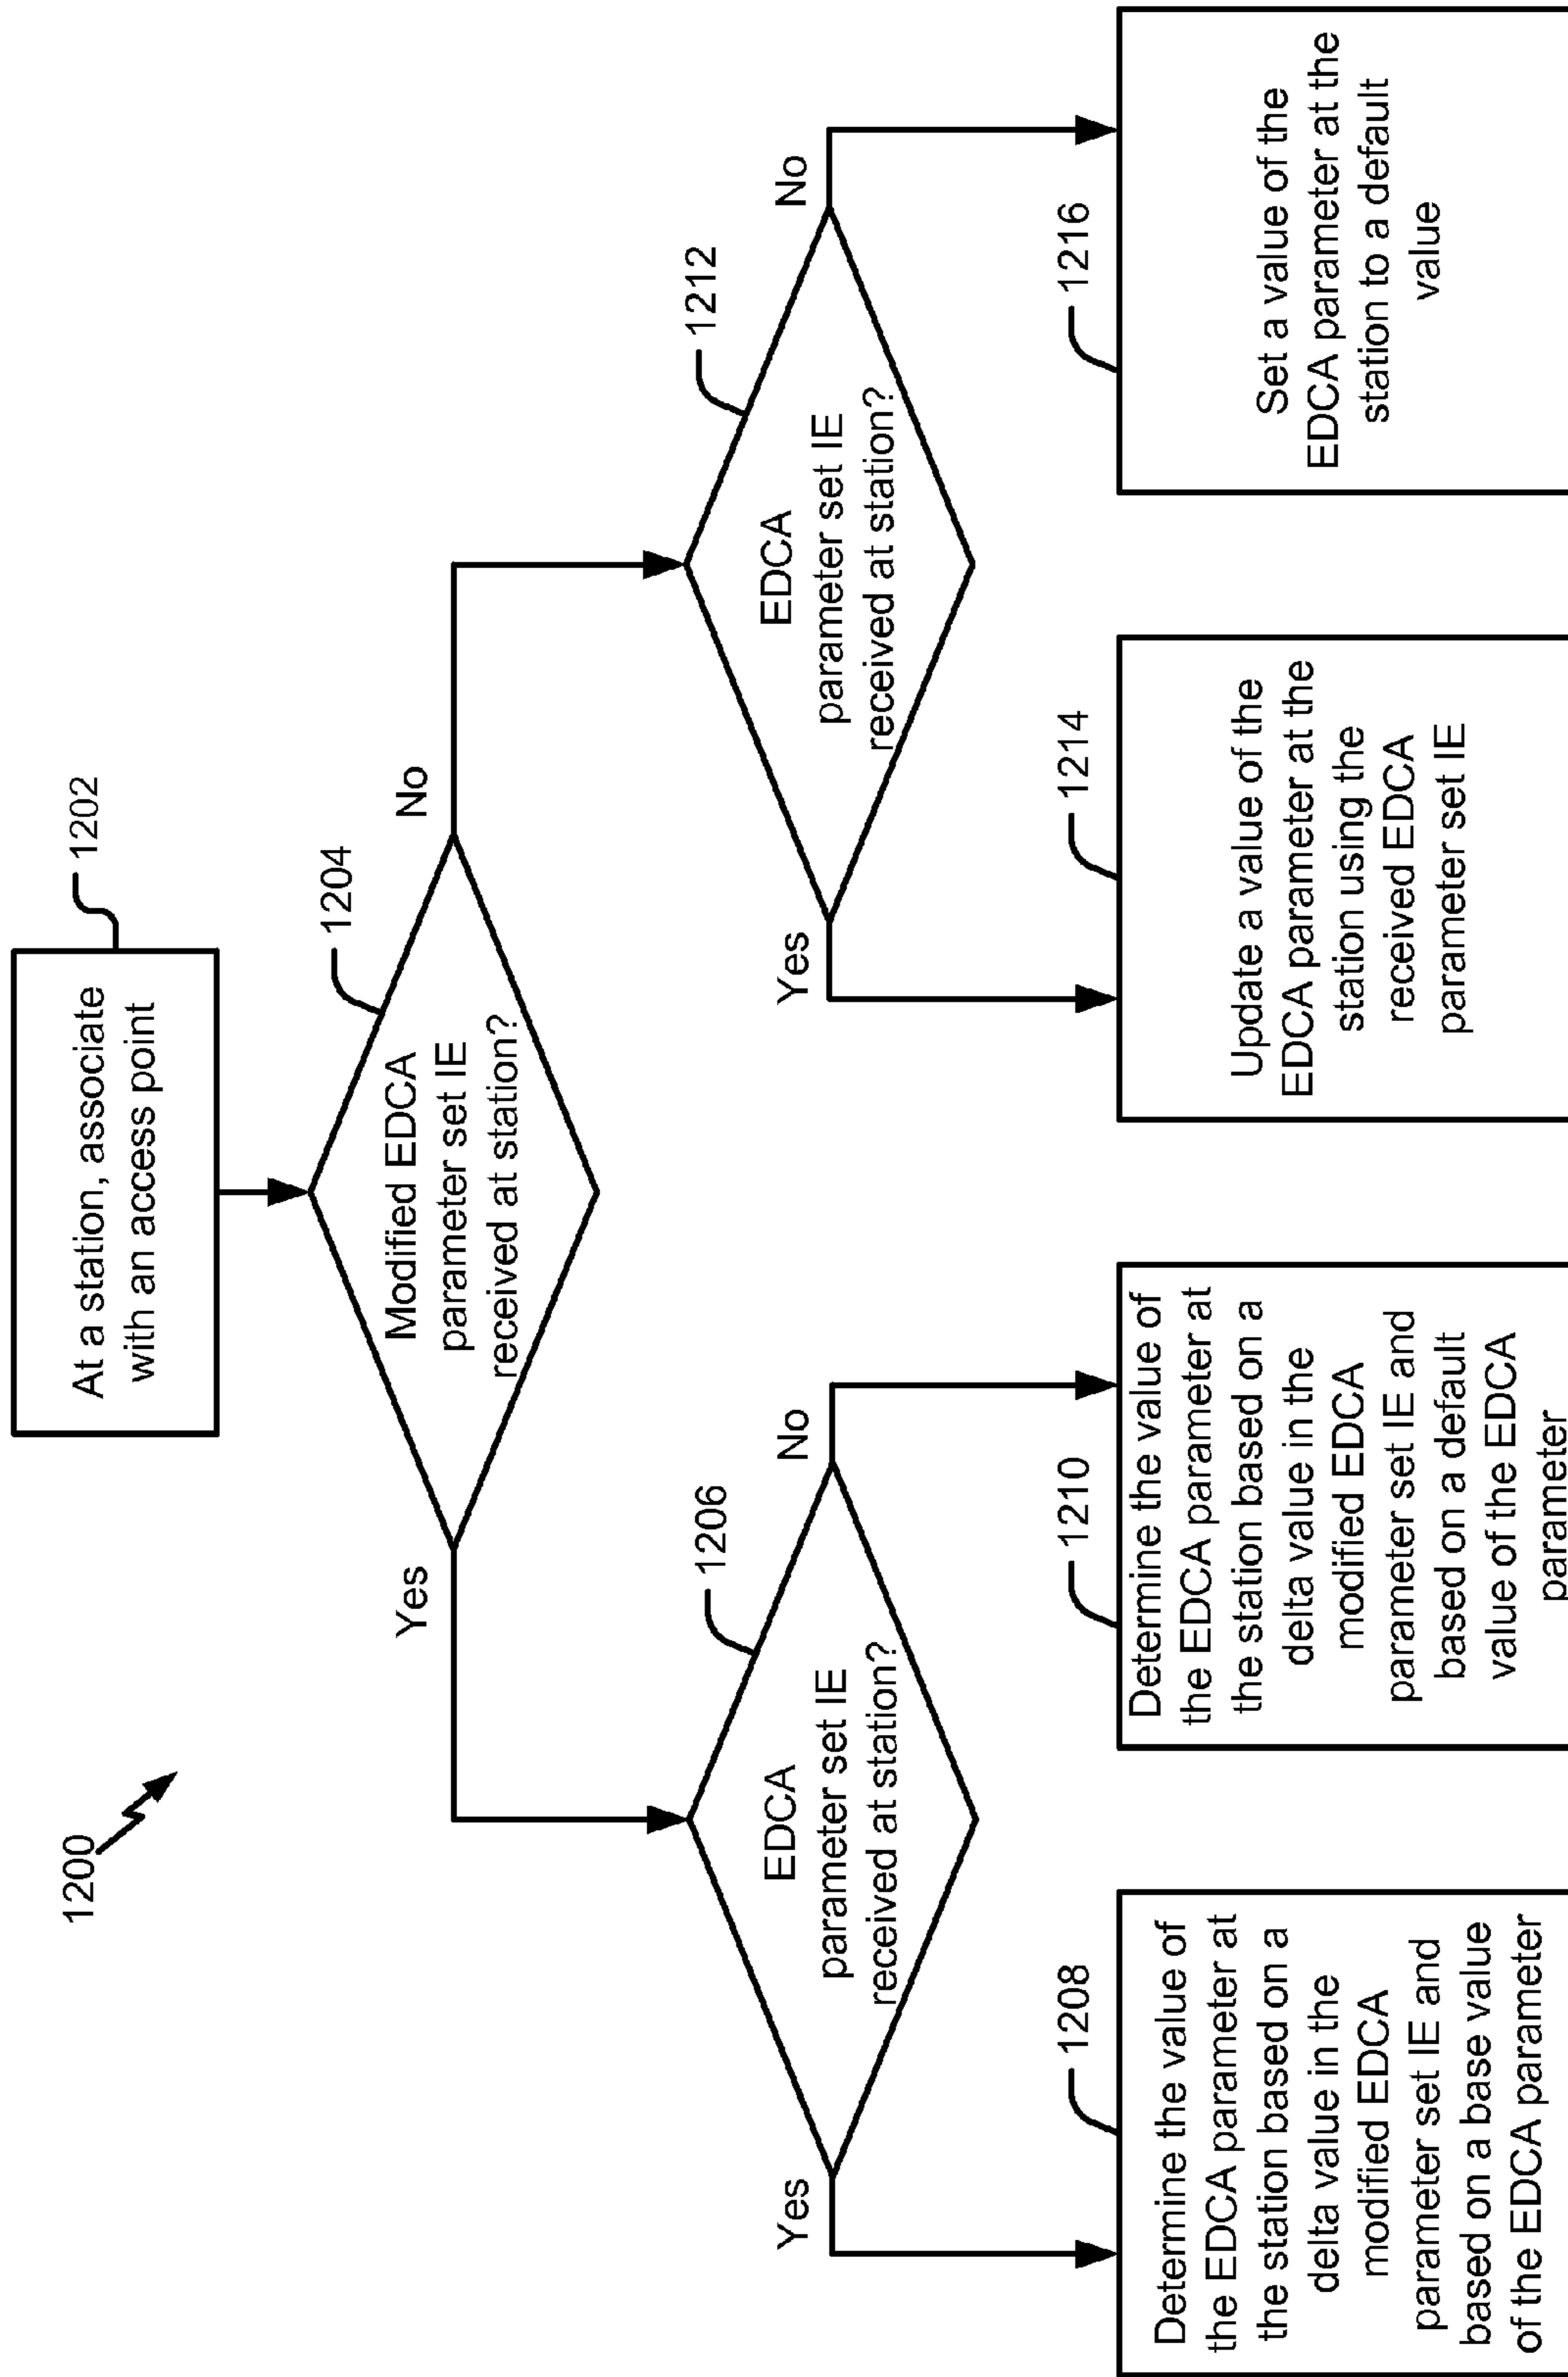 1200
At a station, associate
with an access point
1202
Modified EDCA
parameter set IE
received at station?
1204
Yes
No
EDCA
parameter set IE
received at station?
1206
Yes
No
EDCA
parameter set IE
received at station?
1212
Yes
No
1208
Determine the value of
the EDCA parameter at
the station based on a
delta value in the
modified EDCA
parameter set IE and
based on a base value
of the EDCA parameter
1210
Determine the value of
the EDCA parameter at
the station based on a
delta value in the
modified EDCA
parameter set IE and
based on a default
value of the EDCA
parameter
1214
Update a value of the
EDCA parameter at the
station using the
received EDCA
parameter set IE
1216
Set a value of the
EDCA parameter at the
station to a default
value